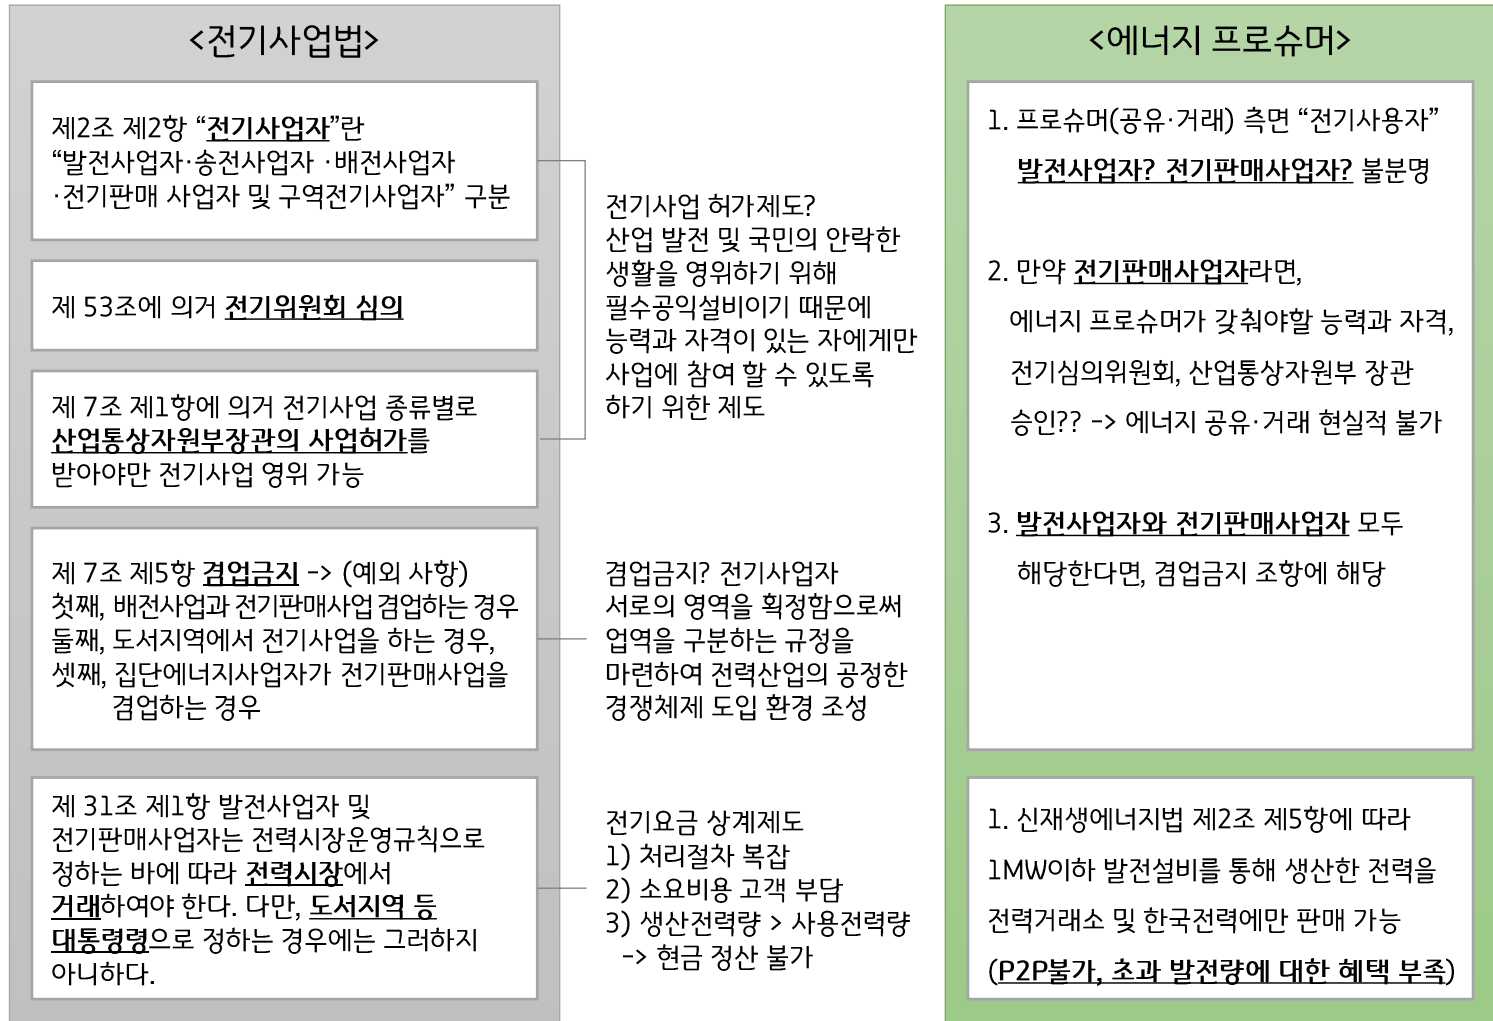 <전기사업법>
제2조 제2항 “전기사업자”란
“발전사업자·송전사업자 ·배전사업자
·전기판매 사업자 및 구역전기사업자” 구분
제 53조에 의거 전기위원회 심의
제 7조 제1항에 의거 전기사업 종류별로
산업통상자원부장관의 사업허가를
받아야만 전기사업 영위 가능
제 7조 제5항 겸업금지 -> (예외 사항)
첫째, 배전사업과 전기판매사업 겸업하는 경우
둘째, 도서지역에서 전기사업을 하는 경우,
셋째, 집단에너지사업자가 전기판매사업을
겸업하는 경우
제 31조 제1항 발전사업자 및
전기판매사업자는 전력시장운영규칙으로
정하는 바에 따라 전력시장에서
거래하여야 한다. 다만, 도서지역 등
대통령령으로 정하는 경우에는 그러하지
아니하다.
전기사업 허가제도?
산업 발전 및 국민의 안락한
생활을 영위하기 위해
필수공익설비이기 때문에
능력과 자격이 있는 자에게만
사업에 참여 할 수 있도록
하기 위한 제도
겸업금지? 전기사업자
서로의 영역을 획정함으로써
업역을 구분하는 규정을
마련하여 전력산업의 공정한
경쟁체제 도입 환경 조성
전기요금 상계제도
1) 처리절차 복잡
2) 소요비용 고객 부담
3) 생산전력량 > 사용전력량
-> 현금 정산 불가
<에너지 프로슈머>
1. 프로슈머(공유·거래) 측면 “전기사용자”
발전사업자? 전기판매사업자? 불분명
2. 만약 전기판매사업자라면,
에너지 프로슈머가 갖춰야할 능력과 자격,
전기심의위원회, 산업통상자원부 장관
승인?? -> 에너지 공유·거래 현실적 불가
3. 발전사업자와 전기판매사업자 모두
해당한다면, 겸업금지 조항에 해당
1. 신재생에너지법 제2조 제5항에 따라
1MW이하 발전설비를 통해 생산한 전력을
전력거래소 및 한국전력에만 판매 가능
(P2P불가, 초과 발전량에 대한 혜택 부족)